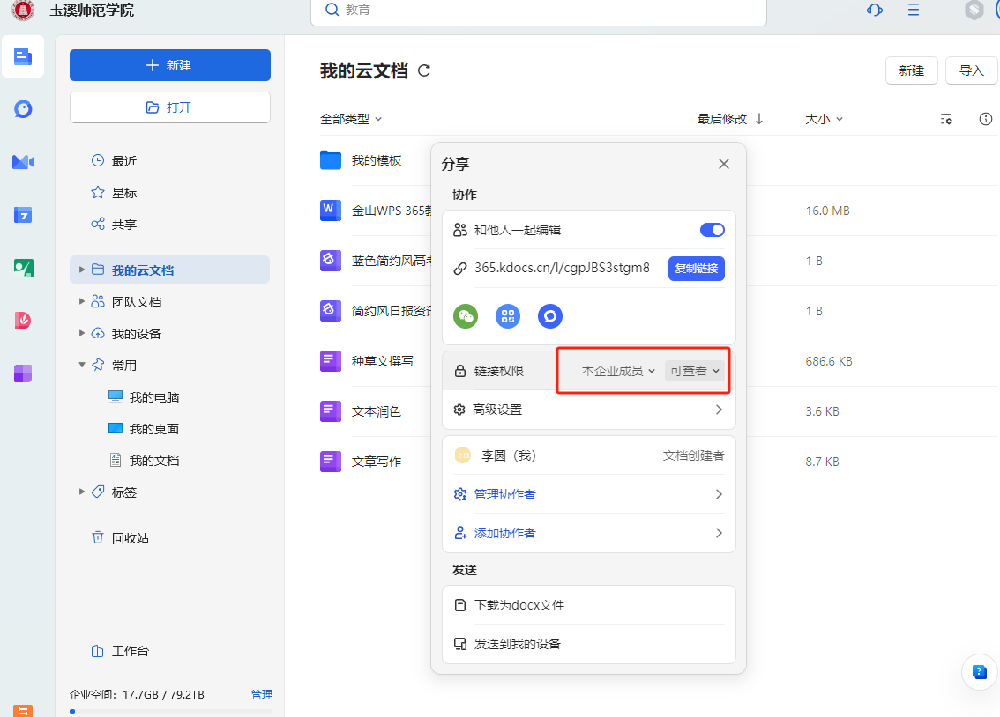 玉溪师范学院
教育
新建
打开
最近
星标
共享
我的云文档
团队文档
我的设备
常用
我的电脑
我的桌面
我的文档
标签
回收站
工作台
企业空间: 17.7GB / 79.2TB
管理
我的云文档
新建
导入
全部类型
最后修改
大小
我的模板
金山WPS 365
16.0 MB
蓝色简约风高考
1 B
简约风日报资讯
1 B
种草文撰写
686.6 KB
文本润色
3.6 KB
文章写作
8.7 KB
分享
协作
和他人一起编辑
365.kdocs.cn/l/cgpJBS3stgm8
复制链接
链接权限
本企业成员
可查看
高级设置
李圆（我）
文档创建者
管理协作者
添加协作者
发送
下载为docx文件
发送到我的设备